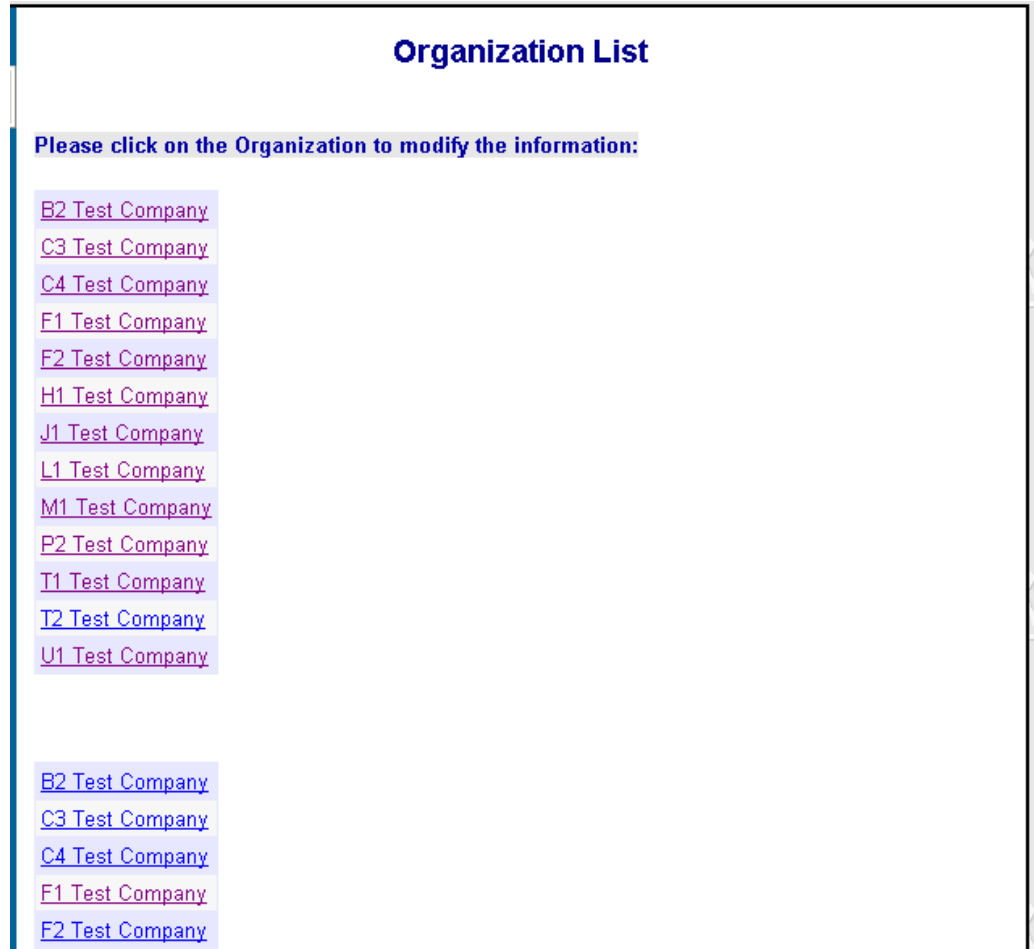 Organization List
Please click on the Organization to modify the information:
B2 Test Company
C3 Test Company
C4 Test Company
F1 Test Company
F2 Test Company
H1 Test Company
J1 Test Company
L1 Test Company
M1 Test Company
P2 Test Company
T1 Test Company
T2 Test Company
U1 Test Company
B2 Test Company
C3 Test Company
C4 Test Company
F1 Test Company
F2 Test Company